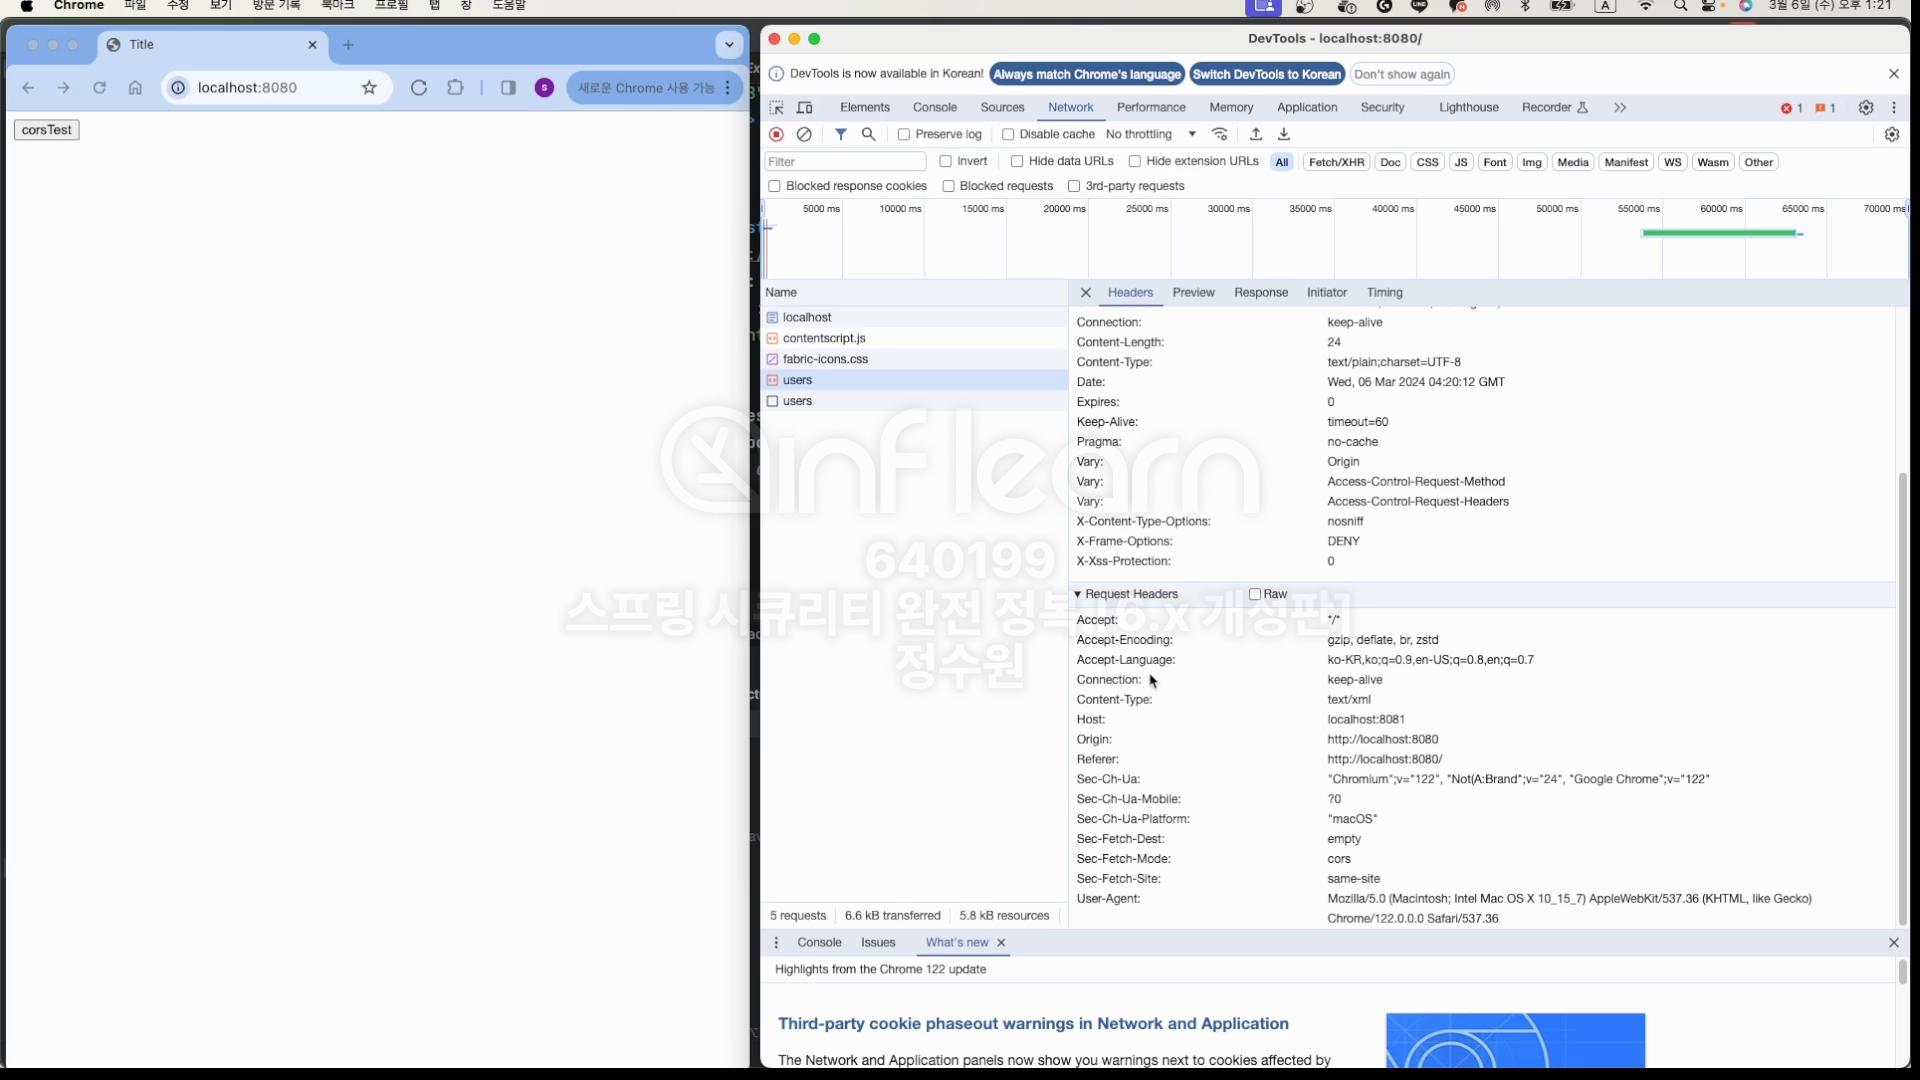 Chrome 파일 수정 보기 방문 기록 북마크 프로필 탭 창 도움말
3월 6일 (수) 오후 1:21
Title
localhost:8080
새로운 Chrome 사용 가능
corsTest
DevTools - localhost:8080/
DevTools is now available in Korean! Always match Chrome's language Switch DevTools to Korean Don't show again
Elements Console Sources Network Performance Memory Application Security Lighthouse Recorder 1 1
Preserve log Disable cache No throttling
Filter Invert Hide data URLs Hide extension URLs All Fetch/XHR Doc CSS JS Font Img Media Manifest WS Wasm Other
Blocked response cookies Blocked requests 3rd-party requests
5000 ms 10000 ms 15000 ms 20000 ms 25000 ms 30000 ms 35000 ms 40000 ms 45000 ms 50000 ms 55000 ms 60000 ms 65000 ms 70000 ms
Name
localhost
contentscript.js
fabric-icons.css
users
users
5 requests 6.6 kB transferred 5.8 kB resources
Headers Preview Response Initiator Timing
Connection: keep-alive
Content-Length: 24
Content-Type: text/plain;charset=UTF-8
Date: Wed, 06 Mar 2024 04:20:12 GMT
Expires: 0
Keep-Alive: timeout=60
Pragma: no-cache
Vary: Origin
Vary: Access-Control-Request-Method
Vary: Access-Control-Request-Headers
X-Content-Type-Options: nosniff
X-Frame-Options: DENY
X-Xss-Protection: 0
Request Headers Raw
Accept: */*
Accept-Encoding: gzip, deflate, br, zstd
Accept-Language: ko-KR,ko;q=0.9,en-US;q=0.8,en;q=0.7
Connection: keep-alive
Content-Type: text/xml
Host: localhost:8081
Origin: http://localhost:8080
Referer: http://localhost:8080/
Sec-Ch-Ua: "Chromium";v="122", "Not(A:Brand";v="24", "Google Chrome";v="122"
Sec-Ch-Ua-Mobile: ?0
Sec-Ch-Ua-Platform: "macOS"
Sec-Fetch-Dest: empty
Sec-Fetch-Mode: cors
Sec-Fetch-Site: same-site
User-Agent: Mozilla/5.0 (Macintosh; Intel Mac OS X 10_15_7) AppleWebKit/537.36 (KHTML, like Gecko)
Chrome/122.0.0.0 Safari/537.36
inflearn
640199
스프링 시큐리티 완전 정복 [6.x 개정판]
정수원
Console Issues What's new
Highlights from the Chrome 122 update
Third-party cookie phaseout warnings in Network and Application
The Network and Application panels now show you warnings next to cookies affected by